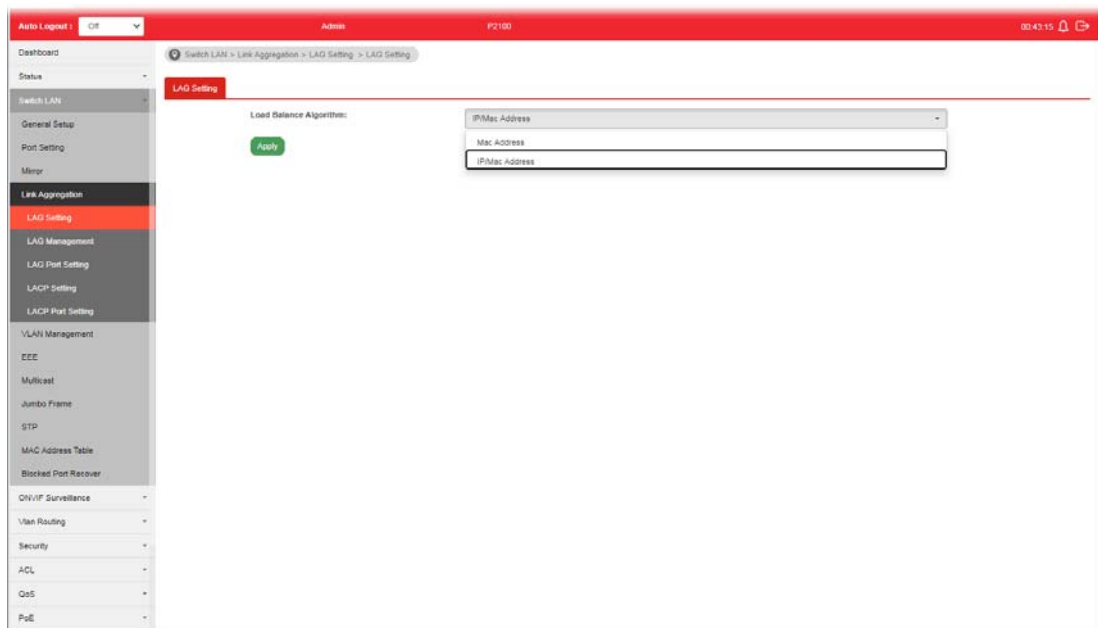 Auto Logout : Off Admin P2100 00:43:15
Dashboard
Switch LAN > Link Aggregation > LAG Setting > LAG Setting
Status
LAG Setting
Switch LAN
Load Balance Algorithm: IP/Mac Address
General Setup
Apply
Mac Address
IP/Mac Address
Port Setting
Mirror
Link Aggregation
LAG Setting
LAG Management
LAG Port Setting
LACP Setting
LACP Port Setting
VLAN Management
EEE
Multicast
Jumbo Frame
STP
MAC Address Table
Blocked Port Recover
ONVIF Surveillance
Vlan Routing
Security
ACL
QoS
PoE